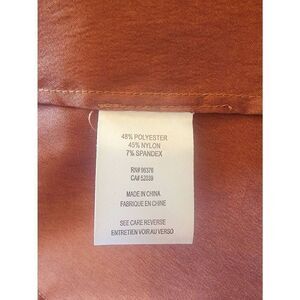 48% POLYESTER
45% NYLON
7% SPANDEX
RN# 96376
CA# 52039
MADE IN CHINA
FABRIQUE EN CHINE
SEE CARE REVERSE
ENTRETIEN VOIR AU VERSO